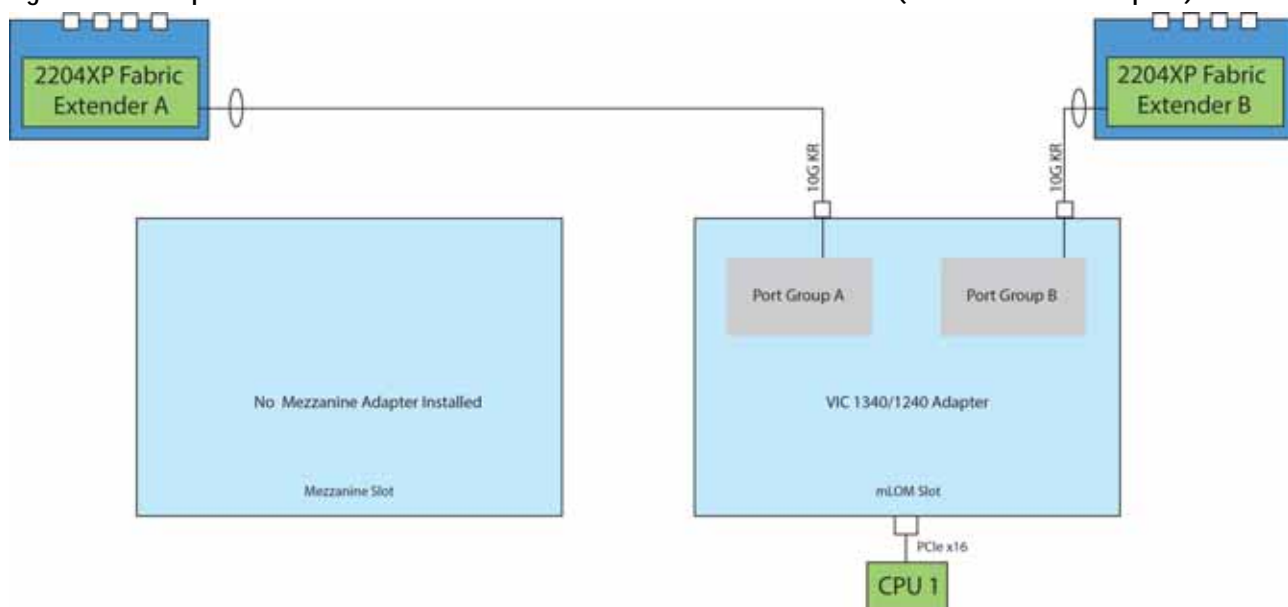 2204XP Fabric
Extender A
2204XP Fabric
Extender B
10G KR
10G KR
Port Group A
Port Group B
No Mezzanine Adapter Installed
VIC 1340/1240 Adapter
Mezzanine Slot
mLOM Slot
PCIe x16
CPU 1